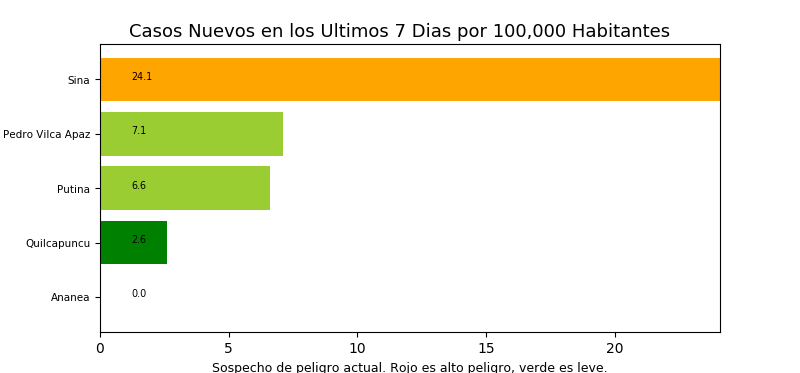 Casos Nuevos en los Ultimos 7 Dias por 100,000 Habitantes
Sina 24.1
Pedro Vilca Apaz 7.1
Putina 6.6
Quilcapuncu 2.6
Ananea 0.0
0 5 10 15 20
Sospecho de peligro actual. Rojo es alto peligro, verde es leve.